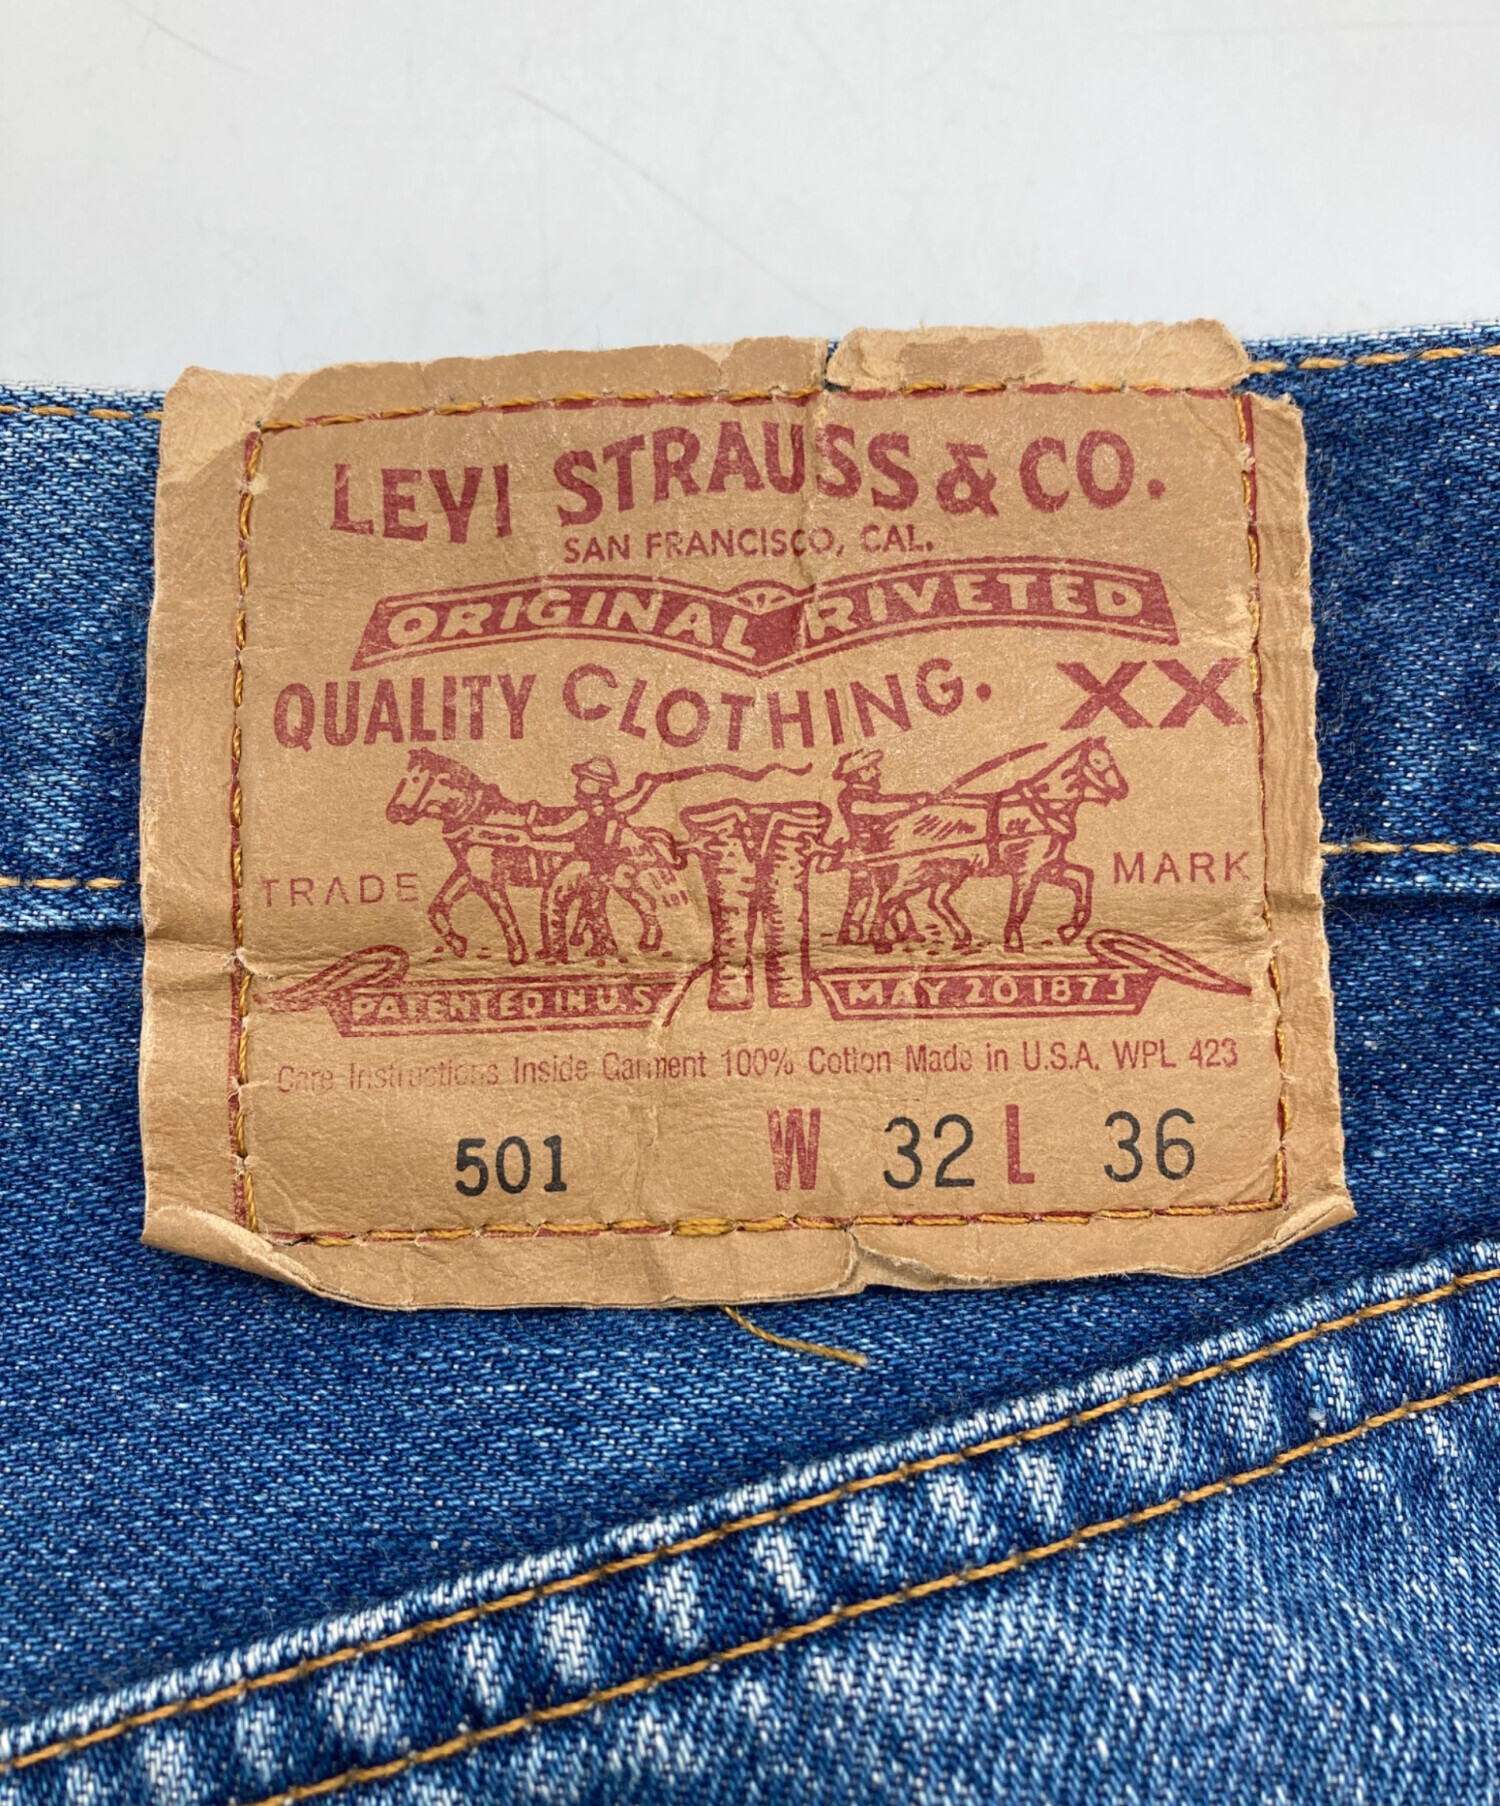 LEVI STRAUSS & CO.
SAN FRANCISCO, CAL.
ORIGINAL RIVETED
QUALITY CLOTHING. XX
TRADE MARK
PATENTED IN U.S. MAY 20 1873
Care Instructions Inside Garment 100% Cotton Made in U.S.A. WPL 423
501 W 32 L 36